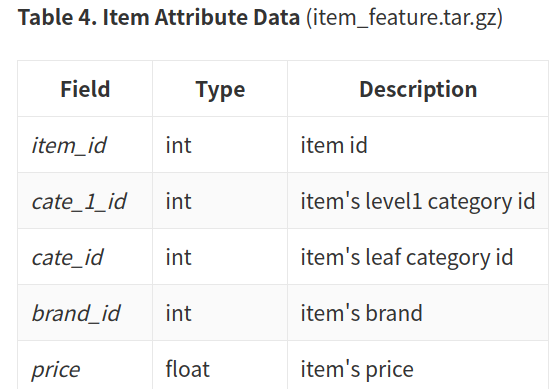 Table 4. Item Attribute Data (item_feature.tar.gz)
Field Type Description
item_id int item id
cate_1_id int item's level1 category id
cate_id int item's leaf category id
brand_id int item's brand
price float item's price